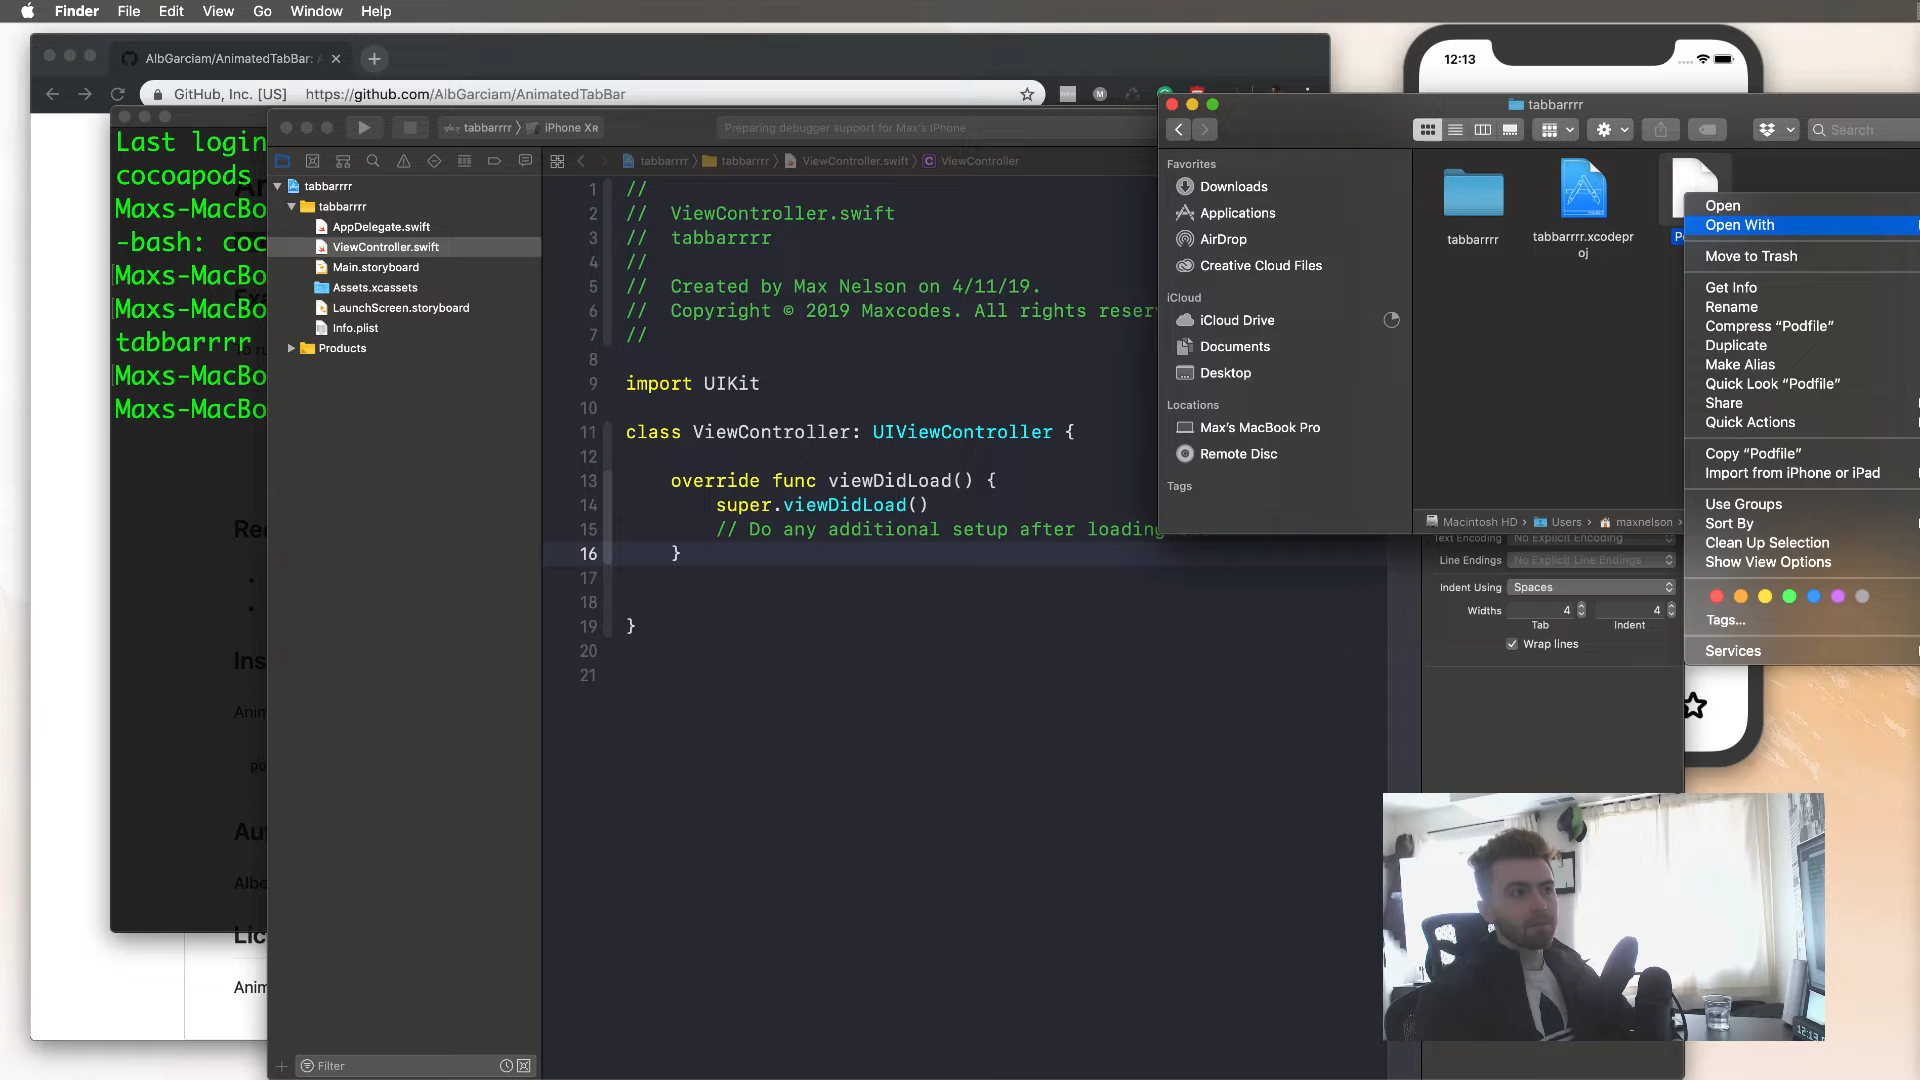 Finder File Edit View Go Window Help
AlbGarciam/AnimatedTabBar:
GitHub, Inc. [US] https://github.com/AlbGarciam/AnimatedTabBar
12:13
Last login
cocoapods
Maxs-MacBo
-bash: coc
Maxs-MacBo
Maxs-MacBo
tabbarrrr
Maxs-MacBo
Maxs-MacBo
tabbarrrr
iPhone XR
Preparing debugger support for Max's iPhone
tabbarrrr
tabbarrrr
ViewController.swift
ViewController
tabbarrrr
tabbarrrr
AppDelegate.swift
ViewController.swift
Main.storyboard
Assets.xcassets
LaunchScreen.storyboard
Info.plist
Products
Filter
1 //
2 // ViewController.swift
3 // tabbarrrr
4 //
5 // Created by Max Nelson on 4/11/19.
6 // Copyright © 2019 Maxcodes. All rights reser
7 //
8
9 import UIKit
10
11 class ViewController: UIViewController {
12
13 override func viewDidLoad() {
14 super.viewDidLoad()
15 // Do any additional setup after loading
16 }
17
18
19 }
20
21
tabbarrrr
Search
Favorites
Downloads
Applications
AirDrop
Creative Cloud Files
iCloud
iCloud Drive
Documents
Desktop
Locations
Max's MacBook Pro
Remote Disc
Tags
tabbarrrr
tabbarrrr.xcodepr
oj
Macintosh HD
Users
maxnelson
Open
Open With
Move to Trash
Get Info
Rename
Compress “Podfile”
Duplicate
Make Alias
Quick Look “Podfile”
Share
Quick Actions
Copy “Podfile”
Import from iPhone or iPad
Use Groups
Sort By
Clean Up Selection
Show View Options
Tags...
Services
Text Encoding No Explicit Encoding
Line Endings No Explicit Line Endings
Indent Using Spaces
Widths 4 4
Tab Indent
Wrap lines
Ins
Anim
po
Au
Albe
Lic
Anim